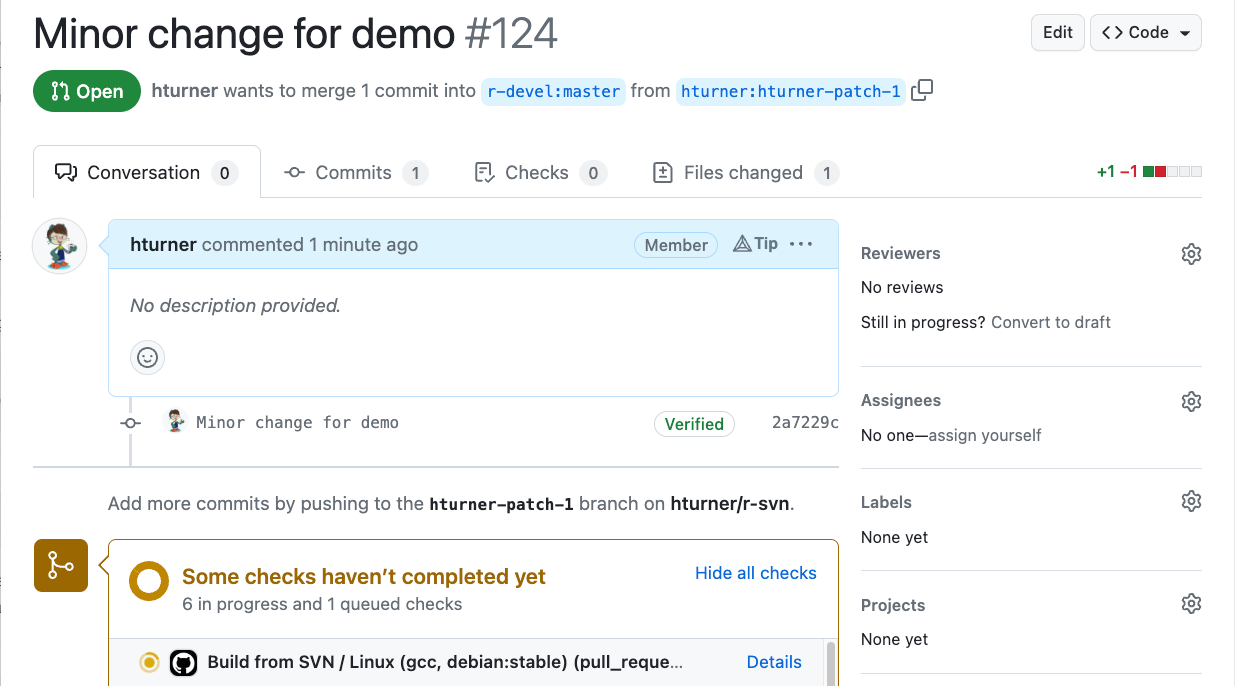 Minor change for demo #124
Edit
<> Code
Open
hturner wants to merge 1 commit into r-devel:master from hturner:hturner-patch-1
Conversation 0
Commits 1
Checks 0
Files changed 1
+1 −1
hturner commented 1 minute ago
Member
Tip
No description provided.
Minor change for demo
Verified
2a7229c
Add more commits by pushing to the hturner-patch-1 branch on hturner/r-svn.
Some checks haven’t completed yet
Hide all checks
6 in progress and 1 queued checks
Build from SVN / Linux (gcc, debian:stable) (pull_reque...
Details
Reviewers
No reviews
Still in progress? Convert to draft
Assignees
No one—assign yourself
Labels
None yet
Projects
None yet